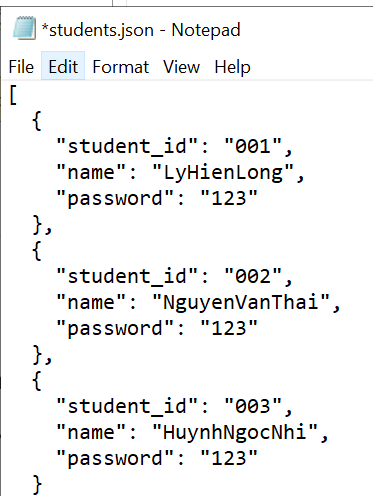 *students.json - Notepad
File Edit Format View Help
[
  {
    "student_id": "001",
    "name": "LyHienLong",
    "password": "123"
  },
  {
    "student_id": "002",
    "name": "NguyenVanThai",
    "password": "123"
  },
  {
    "student_id": "003",
    "name": "HuynhNgocNhi",
    "password": "123"
  }